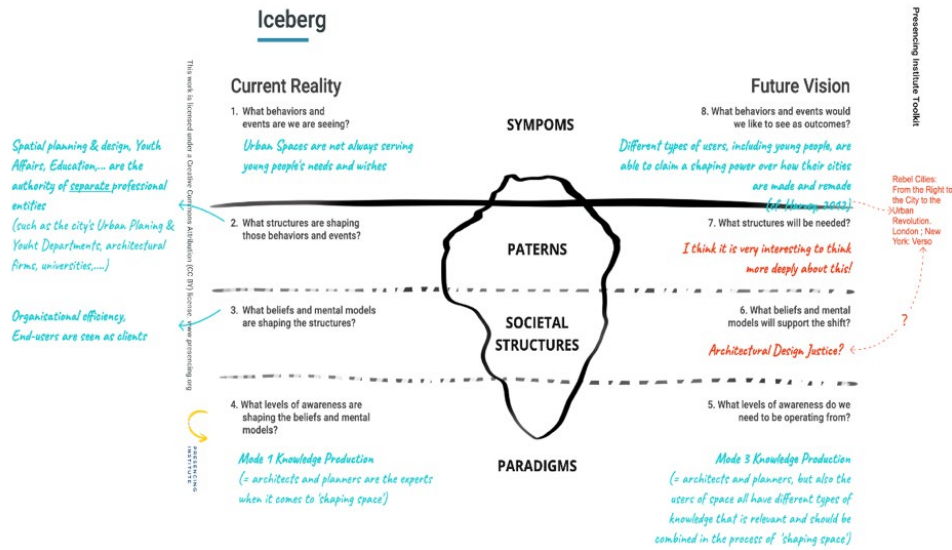 Iceberg
Presencing Institute Toolkit
This work is licensed under a Creative Commons Attribution (CC BY) license www.presencing.org
PRESENCING
INSTITUTE
Current Reality
1. What behaviors and
events are we are seeing?
Urban Spaces are not always serving
young people's needs and wishes
Spatial planning & design, Youth
Affairs, Education,... are the
authority of separate professional
entities
(such as the city's Urban Planing &
Youht Departments, architectural
firms, universities,....)
2. What structures are shaping
those behaviors and events?
Organisational efficiency,
End-users are seen as clients
3. What beliefs and mental models
are shaping the structures?
4. What levels of awareness are
shaping the beliefs and mental
models?
Mode 1 Knowledge Production
(= architects and planners are the experts
when it comes to 'shaping space')
SYMPOMS
PATERNS
SOCIETAL
STRUCTURES
PARADIGMS
Future Vision
8. What behaviors and events would
we like to see as outcomes?
Different types of users, including young people, are
able to claim a shaping power over how their cities
are made and remade
(cf. Harvey 2012)
Rebel Cities:
From the Right to
the City to the
Urban
Revolution.
London ; New
York: Verso
7. What structures will be needed?
I think it is very interesting to think
more deeply about this!
6. What beliefs and mental
models will support the shift?
Architectural Design Justice?
?
5. What levels of awareness do we
need to be operating from?
Mode 3 Knowledge Production
(= architects and planners, but also the
users of space all have different types of
knowledge that is relevant and should be
combined in the process of 'shaping space')